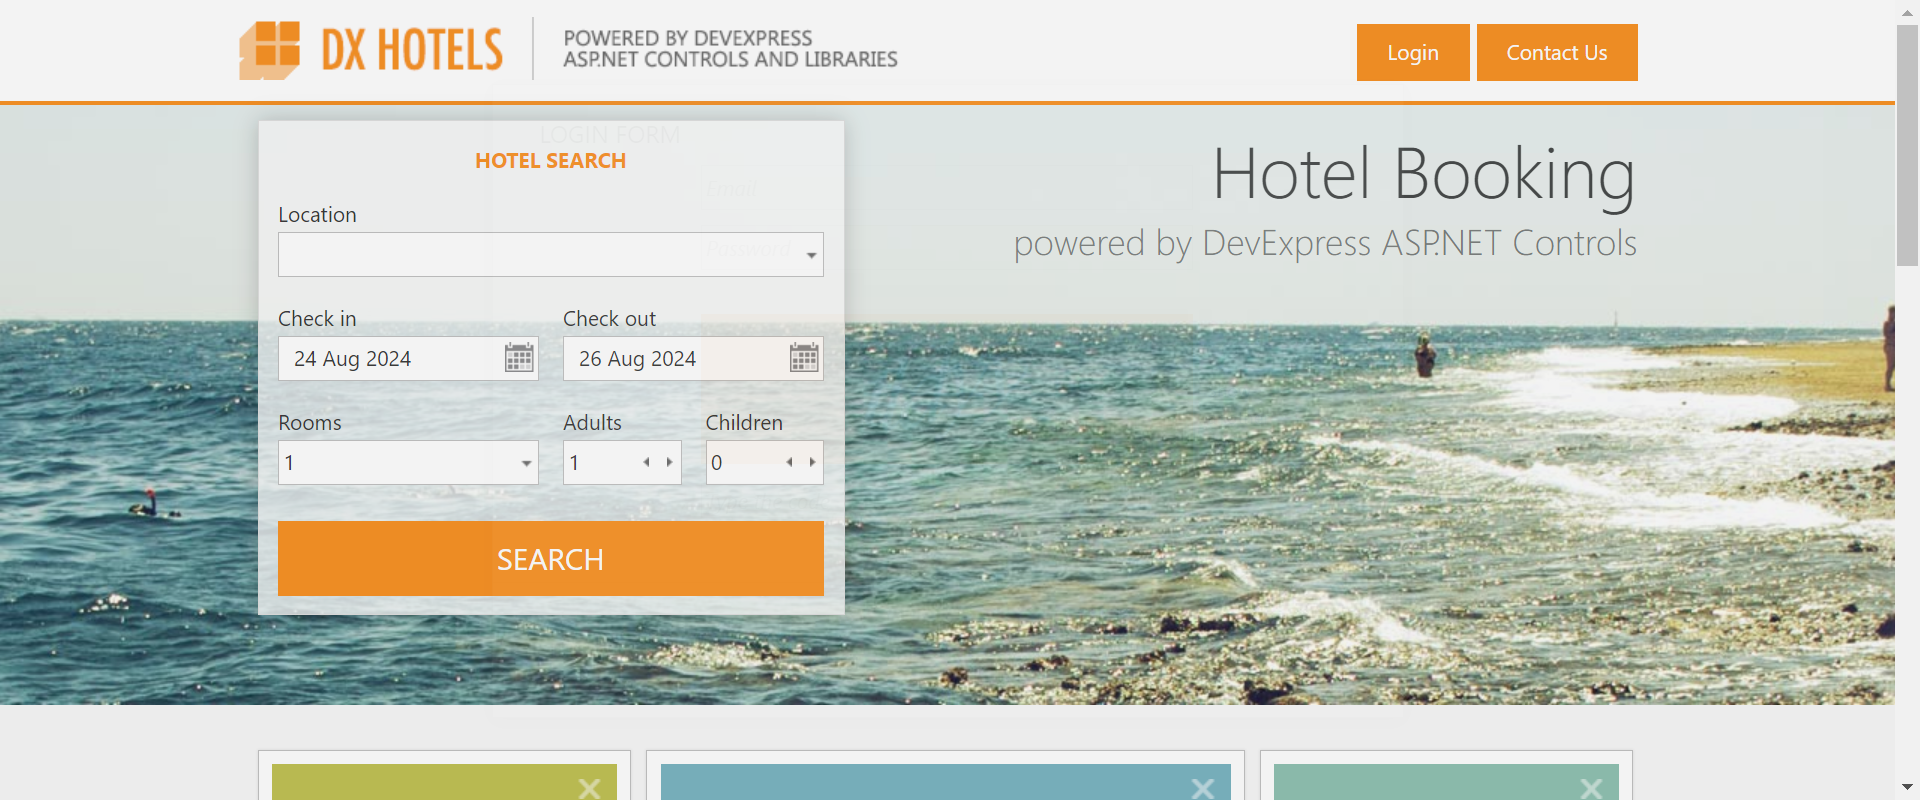 DX HOTELS
POWERED BY DEVEXPRESS
ASP.NET CONTROLS AND LIBRARIES
Login
Contact Us
LOGIN FORM
HOTEL SEARCH
Email
Location
Password
Check in
Check out
24 Aug 2024
26 Aug 2024
Rooms
Adults
Children
1
1
0
SEARCH
Hotel Booking
powered by DevExpress ASP.NET Controls